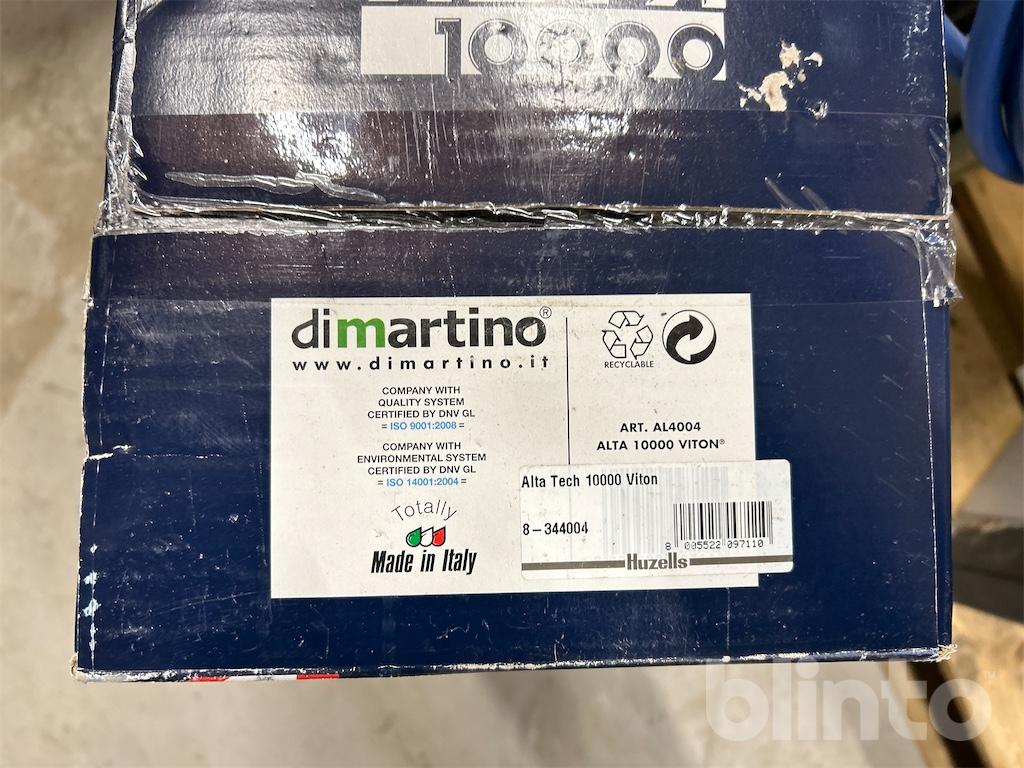 10000
dimartino®
www.dimartino.it
COMPANY WITH
QUALITY SYSTEM
CERTIFIED BY DNV GL
= ISO 9001:2008 =
COMPANY WITH
ENVIRONMENTAL SYSTEM
CERTIFIED BY DNV GL
= ISO 14001:2004 =
Totally
Made in Italy
RECYCLABLE
ART. AL4004
ALTA 10000 VITON®
Alta Tech 10000 Viton
8-344004
8 005522 097110
Huzells
blinto™